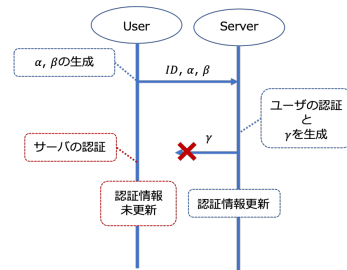 User
Server
α, βの生成
ID, α, β
ユーザの認証
と
γを生成
γ
サーバの認証
認証情報
未更新
認証情報更新